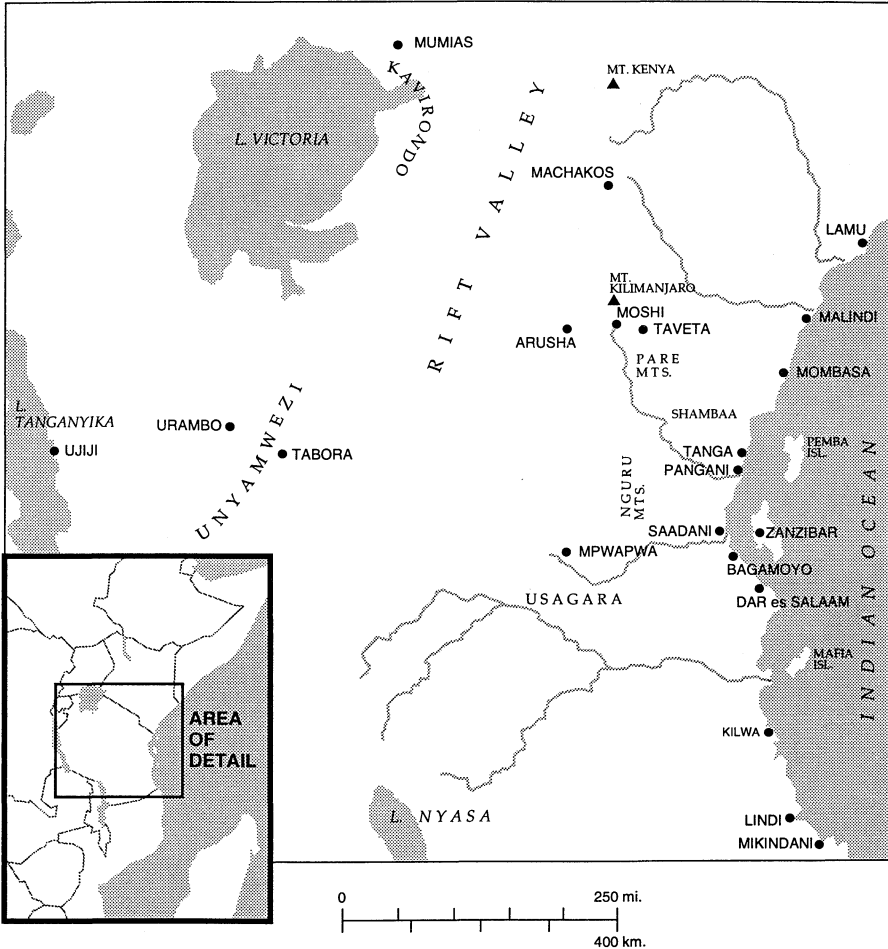 MUMIAS
KAVIRONDO
MT. KENYA
L. VICTORIA
RIFT VALLEY
MACHAKOS
LAMU
MT.
KILIMANJARO
MOSHI
TAVETA
ARUSHA
MALINDI
PARE
MTS.
MOMBASA
L.
TANGANYIKA
UJIJI
URAMBO
UNYAMWEZI
TABORA
SHAMBAA
TANGA
PANGANI
PEMBA
ISL.
NGURU
MTS.
SAADANI
ZANZIBAR
MPWAPWA
BAGAMOYO
USAGARA
DAR es SALAAM
INDIAN OCEAN
MAFIA
ISL.
KILWA
AREA
OF
DETAIL
L. NYASA
LINDI
MIKINDANI
0 250 mi.
400 km.